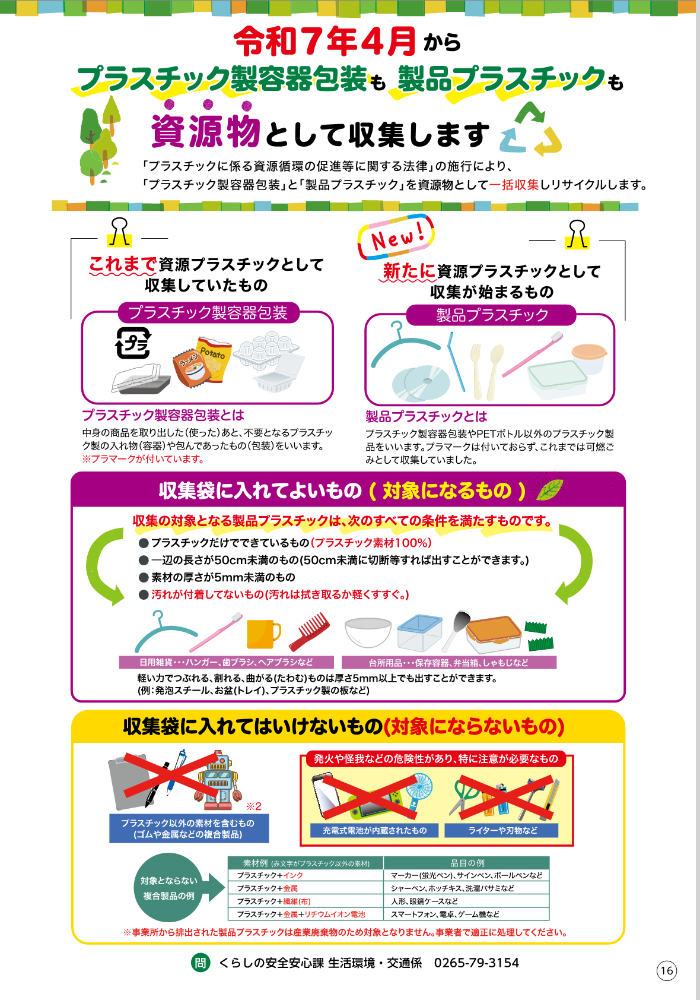 令和7年4月から
プラスチック製容器包装も 製品プラスチックも
資源物として収集します
「プラスチックに係る資源循環の促進等に関する法律」の施行により、
「プラスチック製容器包装」と「製品プラスチック」を資源物として一括収集しリサイクルします。
これまで資源プラスチックとして
収集していたもの
プラスチック製容器包装
プラ
ラーメン
Potato
プラスチック製容器包装とは
中身の商品を取り出した(使った)あと、不要となるプラスチッ
ク製の入れ物(容器)や包んであったもの(包装)をいいます。
※プラマークが付いています。
New!
新たに資源プラスチックとして
収集が始まるもの
製品プラスチック
製品プラスチックとは
プラスチック製容器包装やPETボトル以外のプラスチック製
品をいいます。プラマークは付いておらず、これまでは可燃ご
みとして収集していました。
収集袋に入れてよいもの(対象になるもの)
収集の対象となる製品プラスチックは、次のすべての条件を満たすものです。
●プラスチックだけでできているもの(プラスチック素材100%)
●一辺の長さが50cm未満のもの(50cm未満に切断等すれば出すことができます。)
●素材の厚さが5mm未満のもの
●汚れが付着してないもの(汚れは拭き取るか軽くすすぐ。)
日用雑貨・・・ハンガー、歯ブラシ、ヘアブラシなど
台所用品・・・保存容器、弁当箱、しゃもじなど
軽い力でつぶれる、割れる、曲がる(たわむ)ものは厚さ5mm以上でも出すことができます。
(例:発泡スチール、お盆(トレイ)、プラスチック製の板など)
収集袋に入れてはいけないもの(対象にならないもの)
※2
プラスチック以外の素材を含むもの
(ゴムや金属などの複合製品)
発火や怪我などの危険性があり、特に注意が必要なもの
充電式電池が内蔵されたもの
ライターや刃物など
対象とならない
複合製品の例
素材例 (赤文字がプラスチック以外の素材) 品目の例
プラスチック+インク マーカー(蛍光ペン)、サインペン、ボールペンなど
プラスチック+金属 シャーペン、ホッチキス、洗濯バサミなど
プラスチック+繊維(布) 人形、眼鏡ケースなど
プラスチック+金属+リチウムイオン電池 スマートフォン、電卓、ゲーム機など
※事業所から排出された製品プラスチックは産業廃棄物のため対象となりません。事業者で適正に処理してください。
問 くらしの安全安心課 生活環境・交通係 0265-79-3154
16